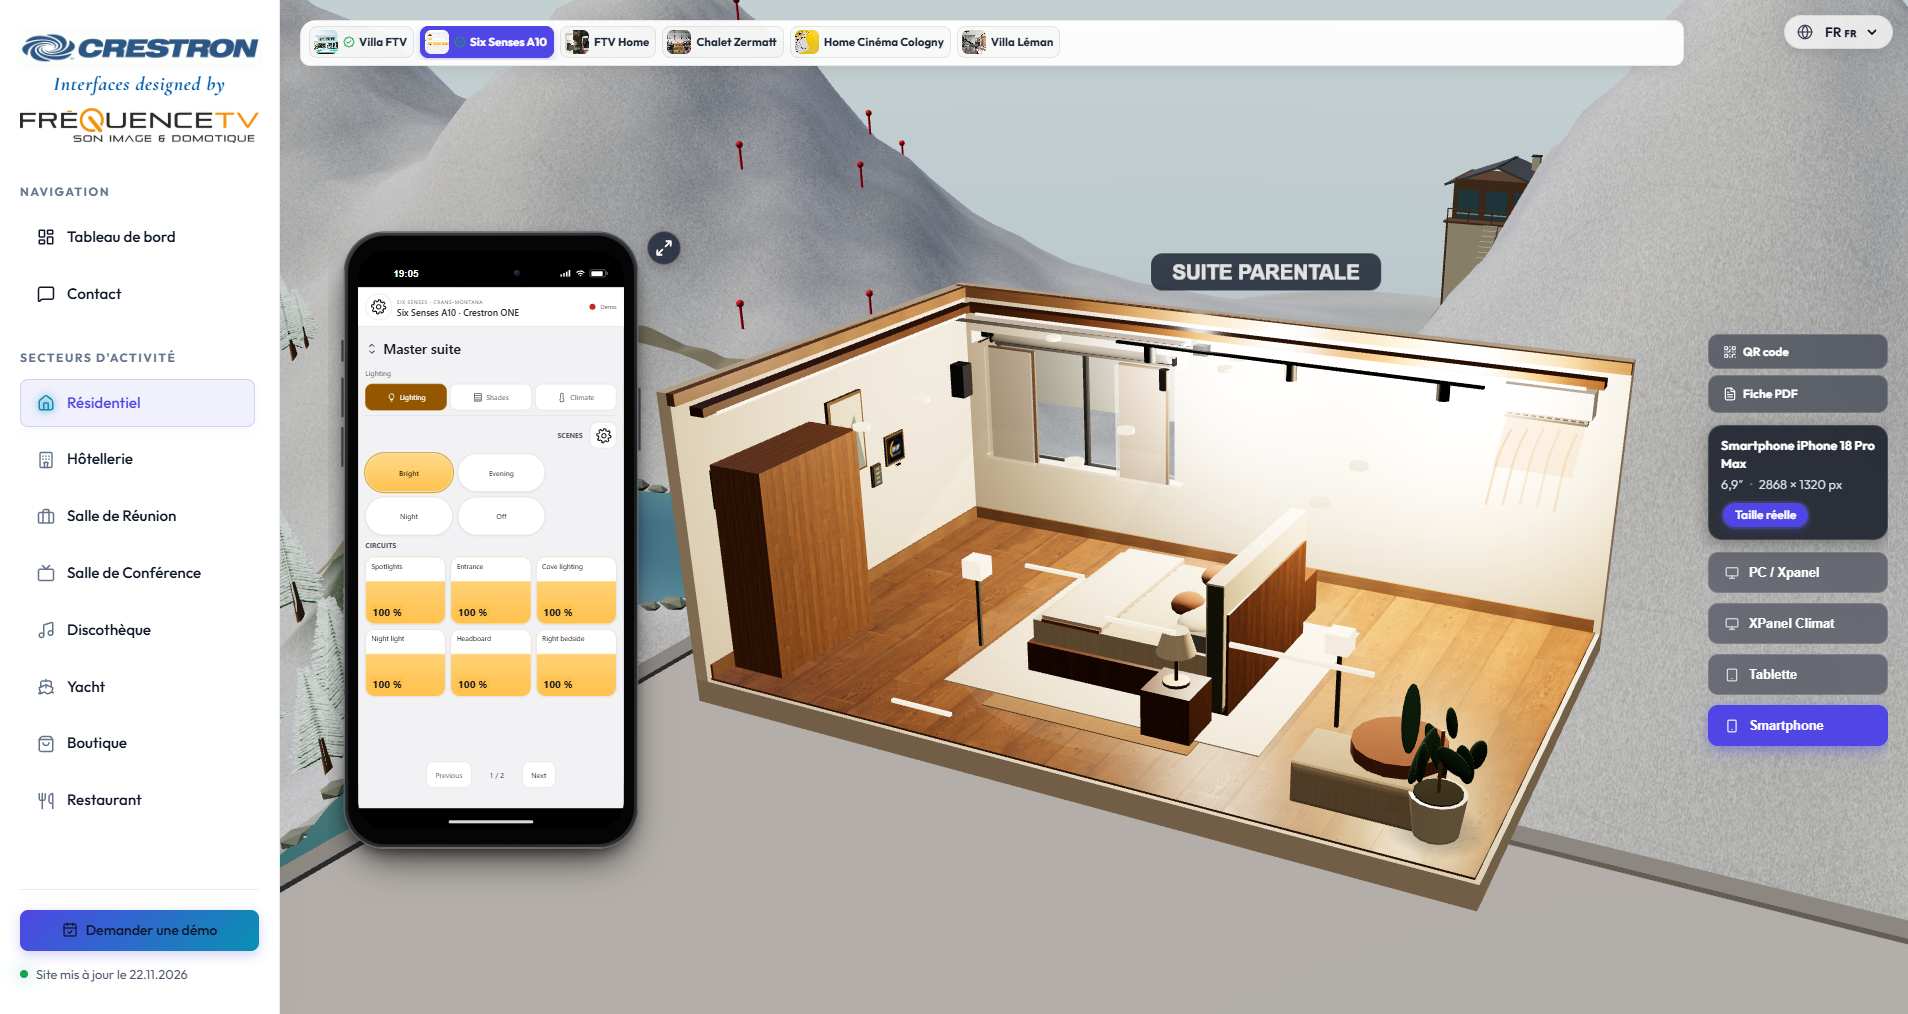 CRESTRON
Interfaces designed by
FRÉQUENCETV
SON IMAGE & DOMOTIQUE
NAVIGATION
Tableau de bord
Contact
SECTEURS D'ACTIVITÉ
Résidentiel
Hôtellerie
Salle de Réunion
Salle de Conférence
Discothèque
Yacht
Boutique
Restaurant
Demander une démo
Site mis à jour le 22.11.2026
Villa FTV
Six Senses A10
FTV Home
Chalet Zermatt
Home Cinéma Cologny
Villa Léman
FR FR
19:05
SIX SENSES - CRANS-MONTANA
Six Senses A10 - Crestron ONE
Demo
Master suite
Lighting
Lighting
Shades
Climate
SCENES
Bright
Evening
Night
Off
CIRCUITS
Spotlights
Entrance
Cove lighting
100 %
100 %
100 %
Night light
Headboard
Right bedside
100 %
100 %
100 %
Previous
1 / 2
Next
SUITE PARENTALE
QR code
Fiche PDF
Smartphone iPhone 18 Pro
Max
6,9″ · 2868 × 1320 px
Taille réelle
PC / Xpanel
XPanel Climat
Tablette
Smartphone